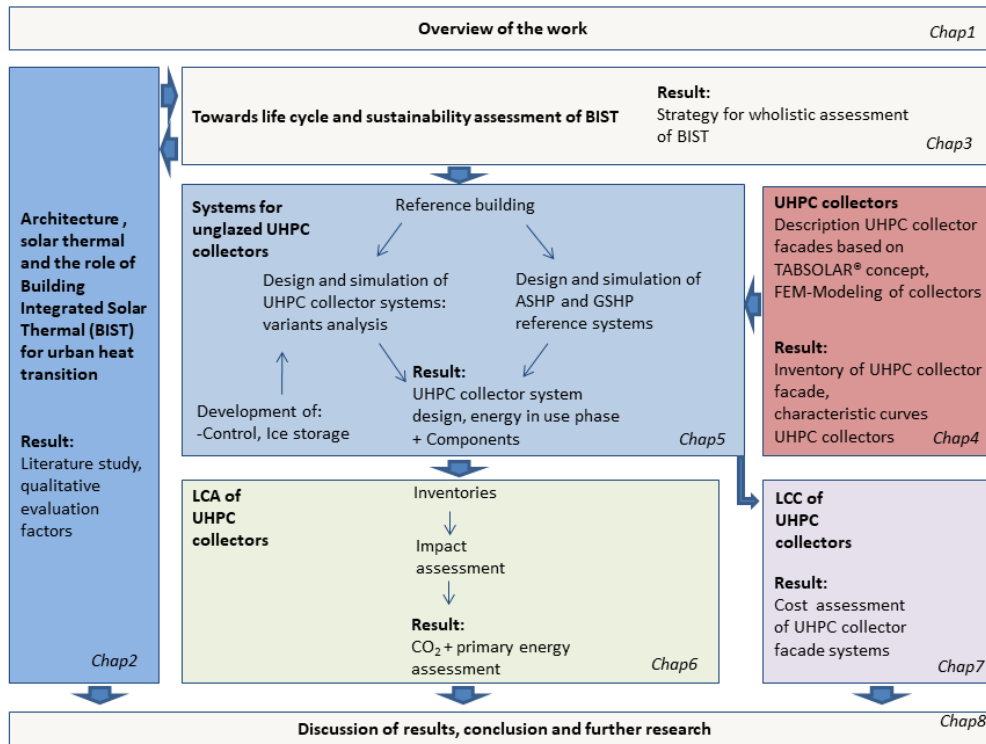 Overview of the work
Chap1
Architecture ,
solar thermal
and the role of
Building
Integrated Solar
Thermal (BIST)
for urban heat
transition
Result:
Literature study,
qualitative
evaluation
factors
Chap2
Towards life cycle and sustainability assessment of BIST
Result:
Strategy for wholistic assessment
of BIST
Chap3
Systems for
unglazed UHPC
collectors
Reference building
Design and simulation of
UHPC collector systems:
variants analysis
Design and simulation of
ASHP and GSHP
reference systems
Development of:
-Control, Ice storage
Result:
UHPC collector system
design, energy in use phase
+ Components
Chap5
UHPC collectors
Description UHPC collector
facades based on
TABSOLAR® concept,
FEM-Modeling of collectors
Result:
Inventory of UHPC collector
facade,
characteristic curves
UHPC collectors
Chap4
LCA of
UHPC
collectors
Inventories
Impact
assessment
Result:
CO₂ + primary energy
assessment
Chap6
LCC of
UHPC
collectors
Result:
Cost assessment
of UHPC collector
facade systems
Chap7
Discussion of results, conclusion and further research
Chap8